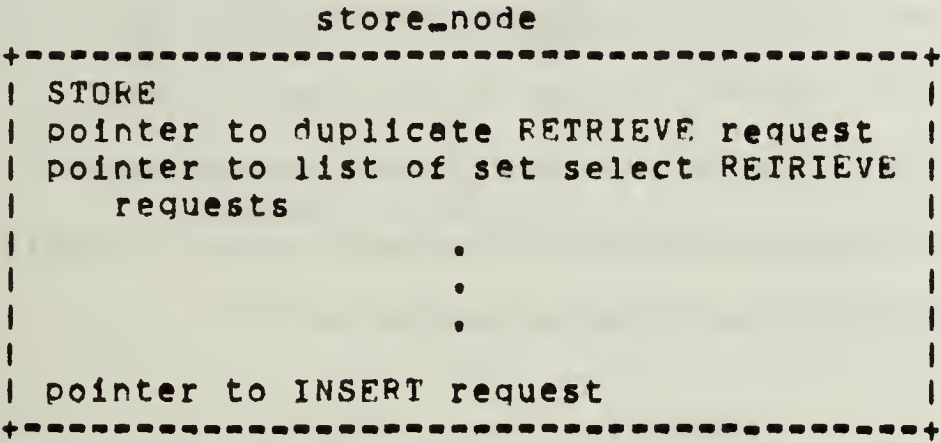 store_node
STORE
pointer to duplicate RETRIEVE request
pointer to list of set select RETRIEVE
requests
.
.
.
pointer to INSERT request